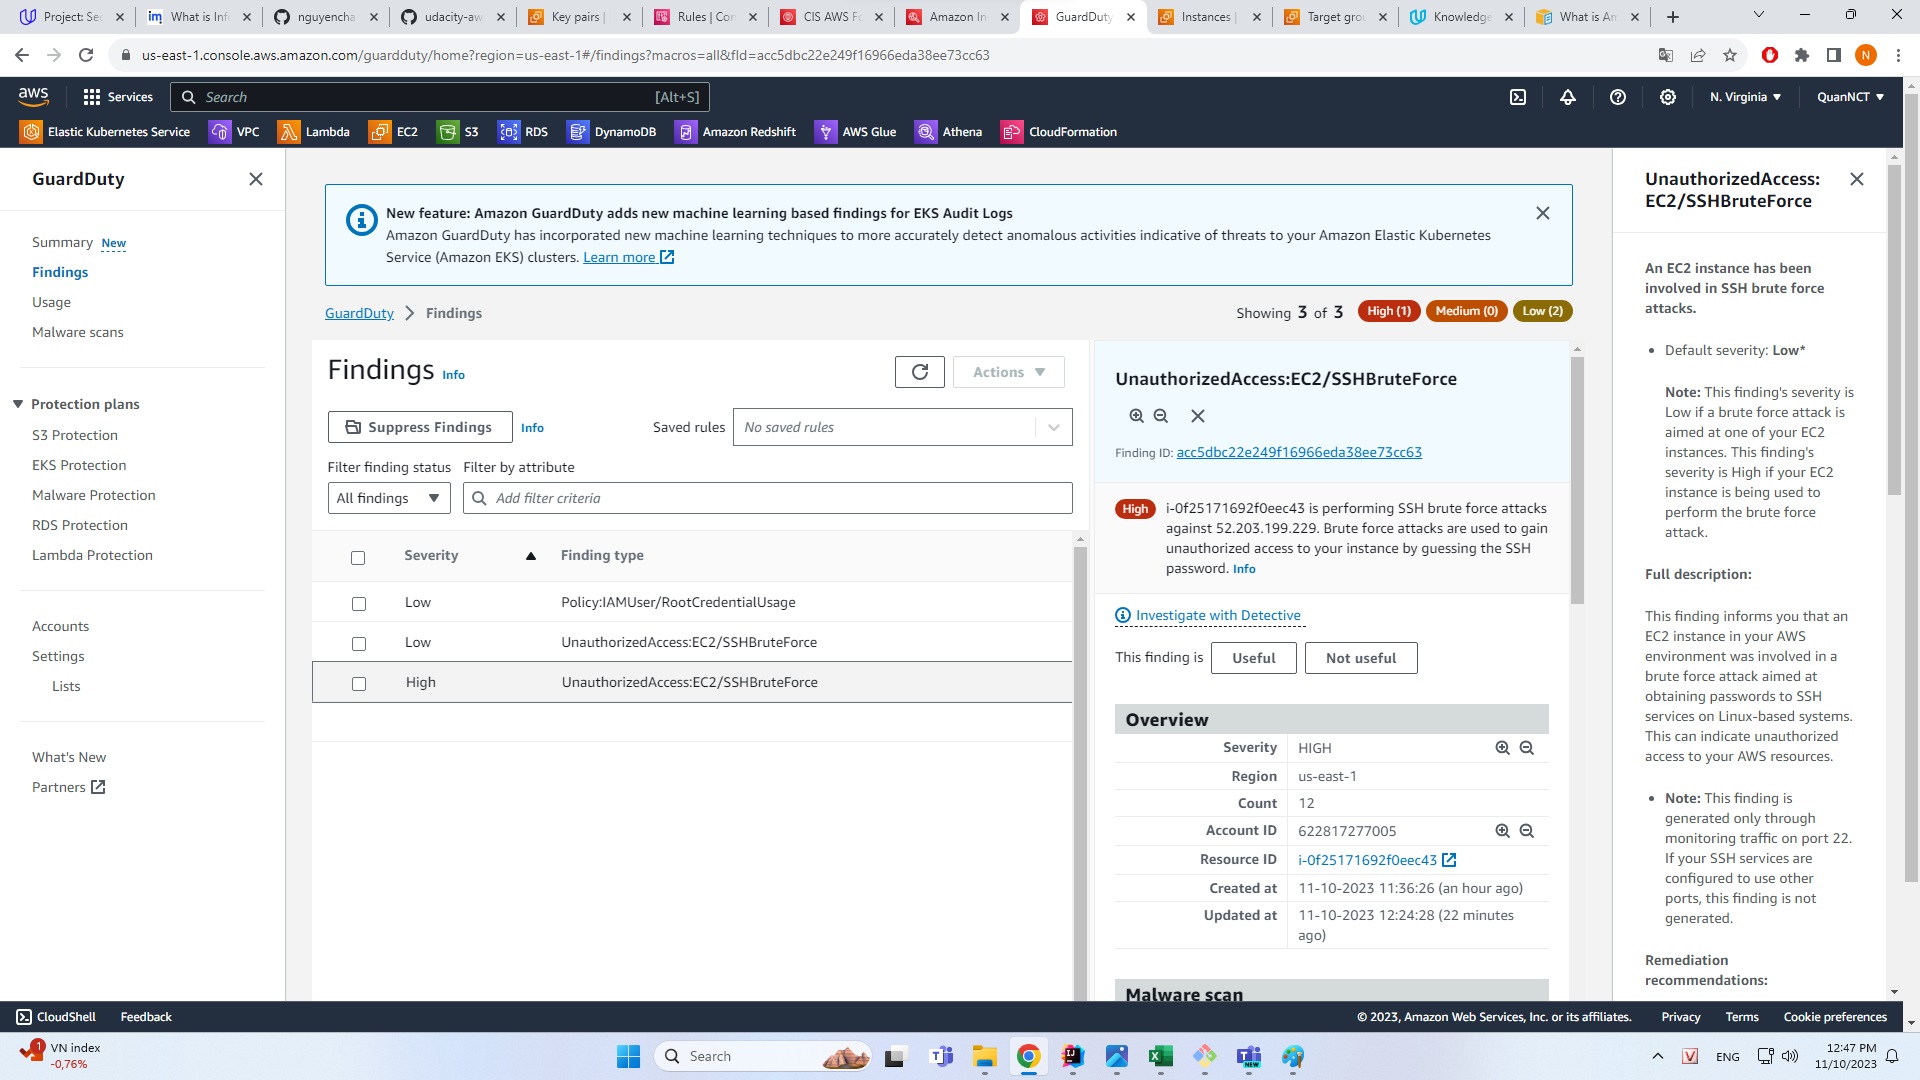 Project: Se
What is Inf
nguyencha
udacity-aw
Key pairs |
Rules | Con
CIS AWS Fo
Amazon In
GuardDuty
Instances |
Target grou
Knowledge
What is Am
us-east-1.console.aws.amazon.com/guardduty/home?region=us-east-1#/findings?macros=all&fId=acc5dbc22e249f16966eda38ee73cc63
N
aws
Services
Search
[Alt+S]
N. Virginia
QuanNCT
Elastic Kubernetes Service
VPC
Lambda
EC2
S3
RDS
DynamoDB
Amazon Redshift
AWS Glue
Athena
CloudFormation
GuardDuty
Summary New
Findings
Usage
Malware scans
Protection plans
S3 Protection
EKS Protection
Malware Protection
RDS Protection
Lambda Protection
Accounts
Settings
Lists
What's New
Partners
New feature: Amazon GuardDuty adds new machine learning based findings for EKS Audit Logs
Amazon GuardDuty has incorporated new machine learning techniques to more accurately detect anomalous activities indicative of threats to your Amazon Elastic Kubernetes
Service (Amazon EKS) clusters. Learn more
GuardDuty > Findings
Showing 3 of 3
High (1)
Medium (0)
Low (2)
Findings Info
Actions
Suppress Findings
Info
Saved rules
No saved rules
Filter finding status
Filter by attribute
All findings
Add filter criteria
Severity
Finding type
Low
Policy:IAMUser/RootCredentialUsage
Low
UnauthorizedAccess:EC2/SSHBruteForce
High
UnauthorizedAccess:EC2/SSHBruteForce
UnauthorizedAccess:EC2/SSHBruteForce
Finding ID: acc5dbc22e249f16966eda38ee73cc63
High
i-0f25171692f0eec43 is performing SSH brute force attacks
against 52.203.199.229. Brute force attacks are used to gain
unauthorized access to your instance by guessing the SSH
password. Info
Investigate with Detective
This finding is
Useful
Not useful
Overview
Severity HIGH
Region us-east-1
Count 12
Account ID 622817277005
Resource ID i-0f25171692f0eec43
Created at 11-10-2023 11:36:26 (an hour ago)
Updated at 11-10-2023 12:24:28 (22 minutes
ago)
Malware scan
UnauthorizedAccess:
EC2/SSHBruteForce
An EC2 instance has been
involved in SSH brute force
attacks.
• Default severity: Low*
Note: This finding's severity is
Low if a brute force attack is
aimed at one of your EC2
instances. This finding's
severity is High if your EC2
instance is being used to
perform the brute force
attack.
Full description:
This finding informs you that an
EC2 instance in your AWS
environment was involved in a
brute force attack aimed at
obtaining passwords to SSH
services on Linux-based systems.
This can indicate unauthorized
access to your AWS resources.
• Note: This finding is
generated only through
monitoring traffic on port 22.
If your SSH services are
configured to use other
ports, this finding is not
generated.
Remediation
recommendations:
CloudShell
Feedback
© 2023, Amazon Web Services, Inc. or its affiliates.
Privacy
Terms
Cookie preferences
1
VN index
-0,76%
Search
NEW
V
ENG
12:47 PM
11/10/2023